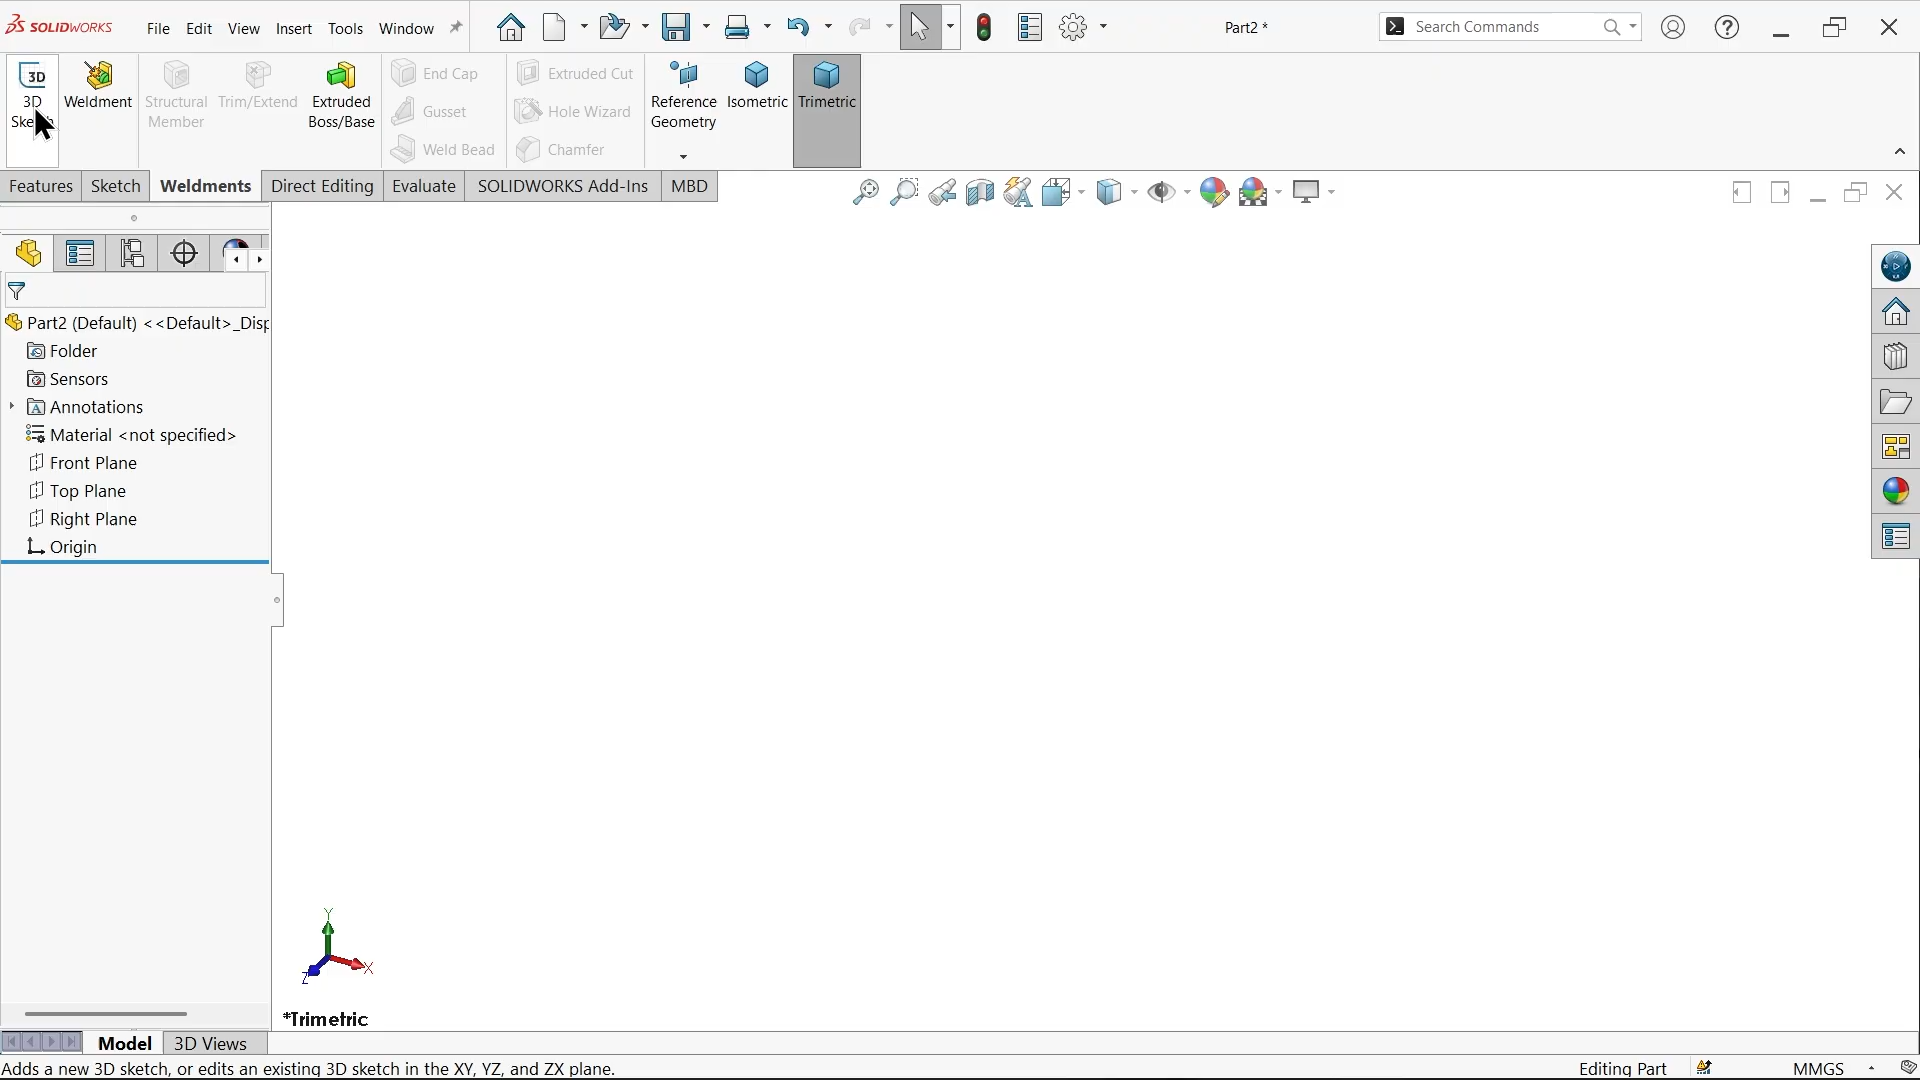 SOLIDWORKS File Edit View Insert Tools Window Part2 * Search Commands
3D Weldment Structural Member Trim/Extend Extruded Boss/Base End Cap Gusset Weld Bead Extruded Cut Hole Wizard Chamfer Reference Geometry Isometric Trimetric
Features Sketch Weldments Direct Editing Evaluate SOLIDWORKS Add-Ins MBD
Part2 (Default) <<Default>_Disp
Folder
Sensors
Annotations
Material <not specified>
Front Plane
Top Plane
Right Plane
Origin
Y
X
Z
*Trimetric
Model 3D Views
Adds a new 3D sketch, or edits an existing 3D sketch in the XY, YZ, and ZX plane. Editing Part MMGS